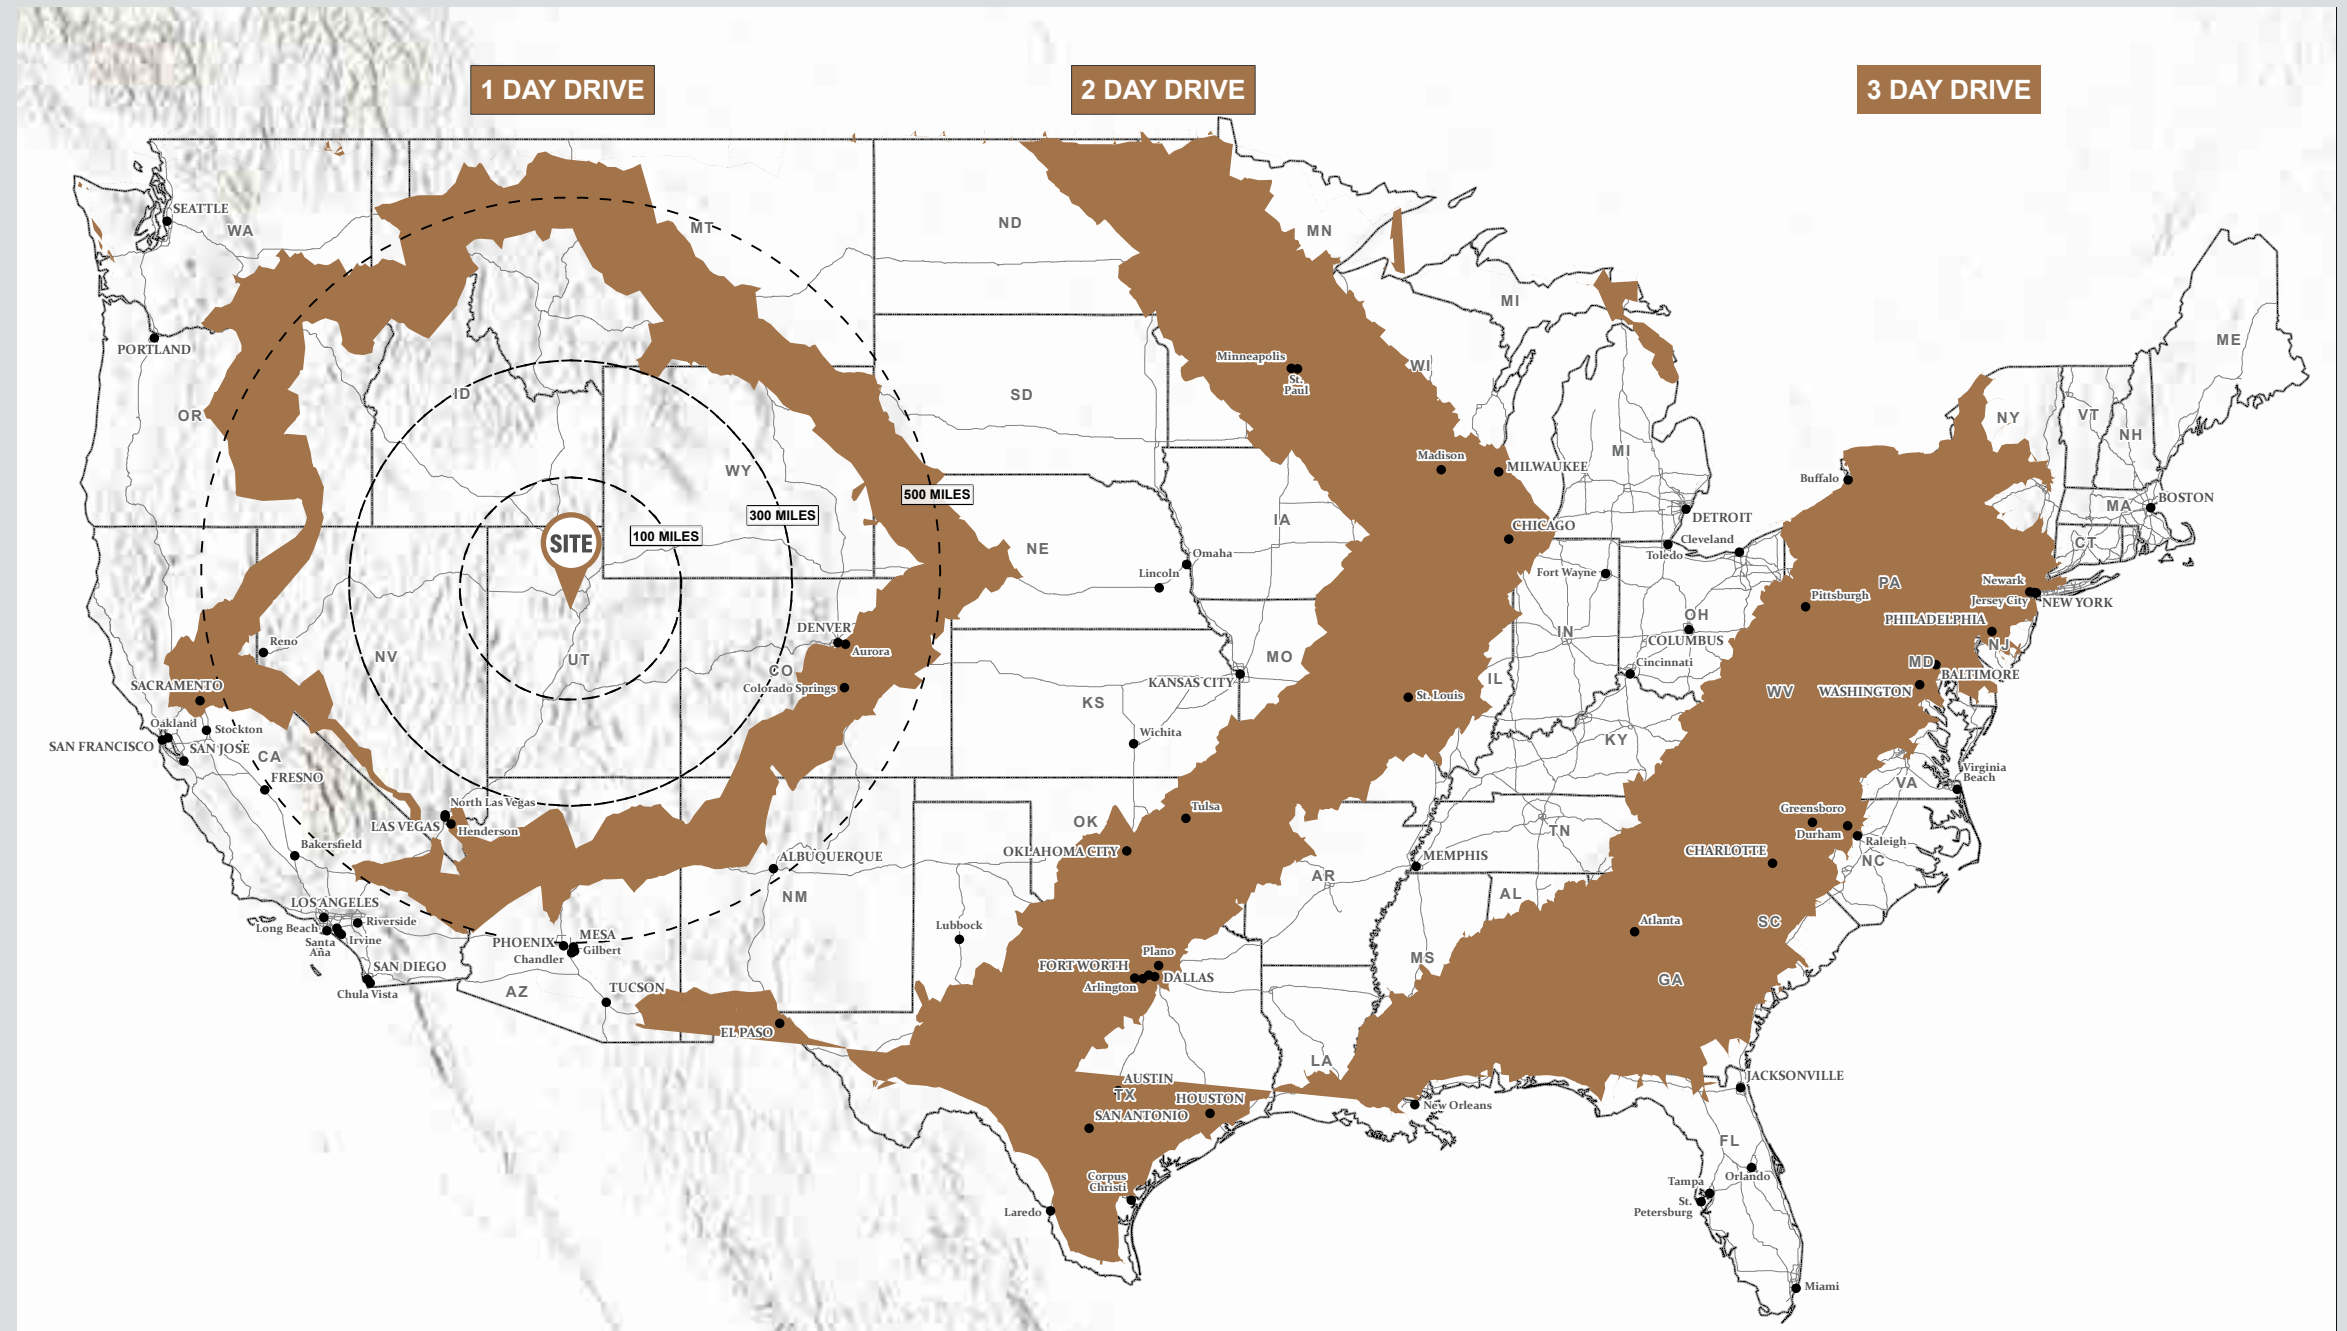 1 DAY DRIVE
2 DAY DRIVE
3 DAY DRIVE
SEATTLE
WA
MT
ND
MN
MI
ME
PORTLAND
OR
ID
WY
SD
Minneapolis
St.
Paul
WI
MI
NY
VT
NH
Madison
MILWAUKEE
Buffalo
BOSTON
MA
CT
500 MILES
300 MILES
100 MILES
SITE
NE
IA
CHICAGO
DETROIT
Cleveland
Toledo
Omaha
Lincoln
Fort Wayne
PA
Newark
Jersey City
NEW YORK
Pittsburgh
PHILADELPHIA
NJ
OH
COLUMBUS
IN
Cincinnati
MD
BALTIMORE
WASHINGTON
WV
Reno
NV
UT
DENVER
Aurora
CO
Colorado Springs
MO
KANSAS CITY
IL
St. Louis
KS
Wichita
KY
SACRAMENTO
Oakland
Stockton
SAN FRANCISCO
SAN JOSE
CA
FRESNO
Virginia
Beach
VA
North Las Vegas
LAS VEGAS
Henderson
Tulsa
OK
OKLAHOMA CITY
TN
Greensboro
Durham
Raleigh
CHARLOTTE
NC
Bakersfield
ALBUQUERQUE
NM
MEMPHIS
AR
AL
SC
Atlanta
LOS ANGELES
Long Beach
Riverside
Santa
Aña
Irvine
PHOENIX
MESA
Gilbert
Chandler
Lubbock
SAN DIEGO
Chula Vista
AZ
TUCSON
Plano
FORT WORTH
DALLAS
Arlington
MS
GA
EL PASO
LA
AUSTIN
TX
HOUSTON
SAN ANTONIO
New Orleans
JACKSONVILLE
FL
Orlando
Tampa
St.
Petersburg
Corpus
Christi
Laredo
Miami